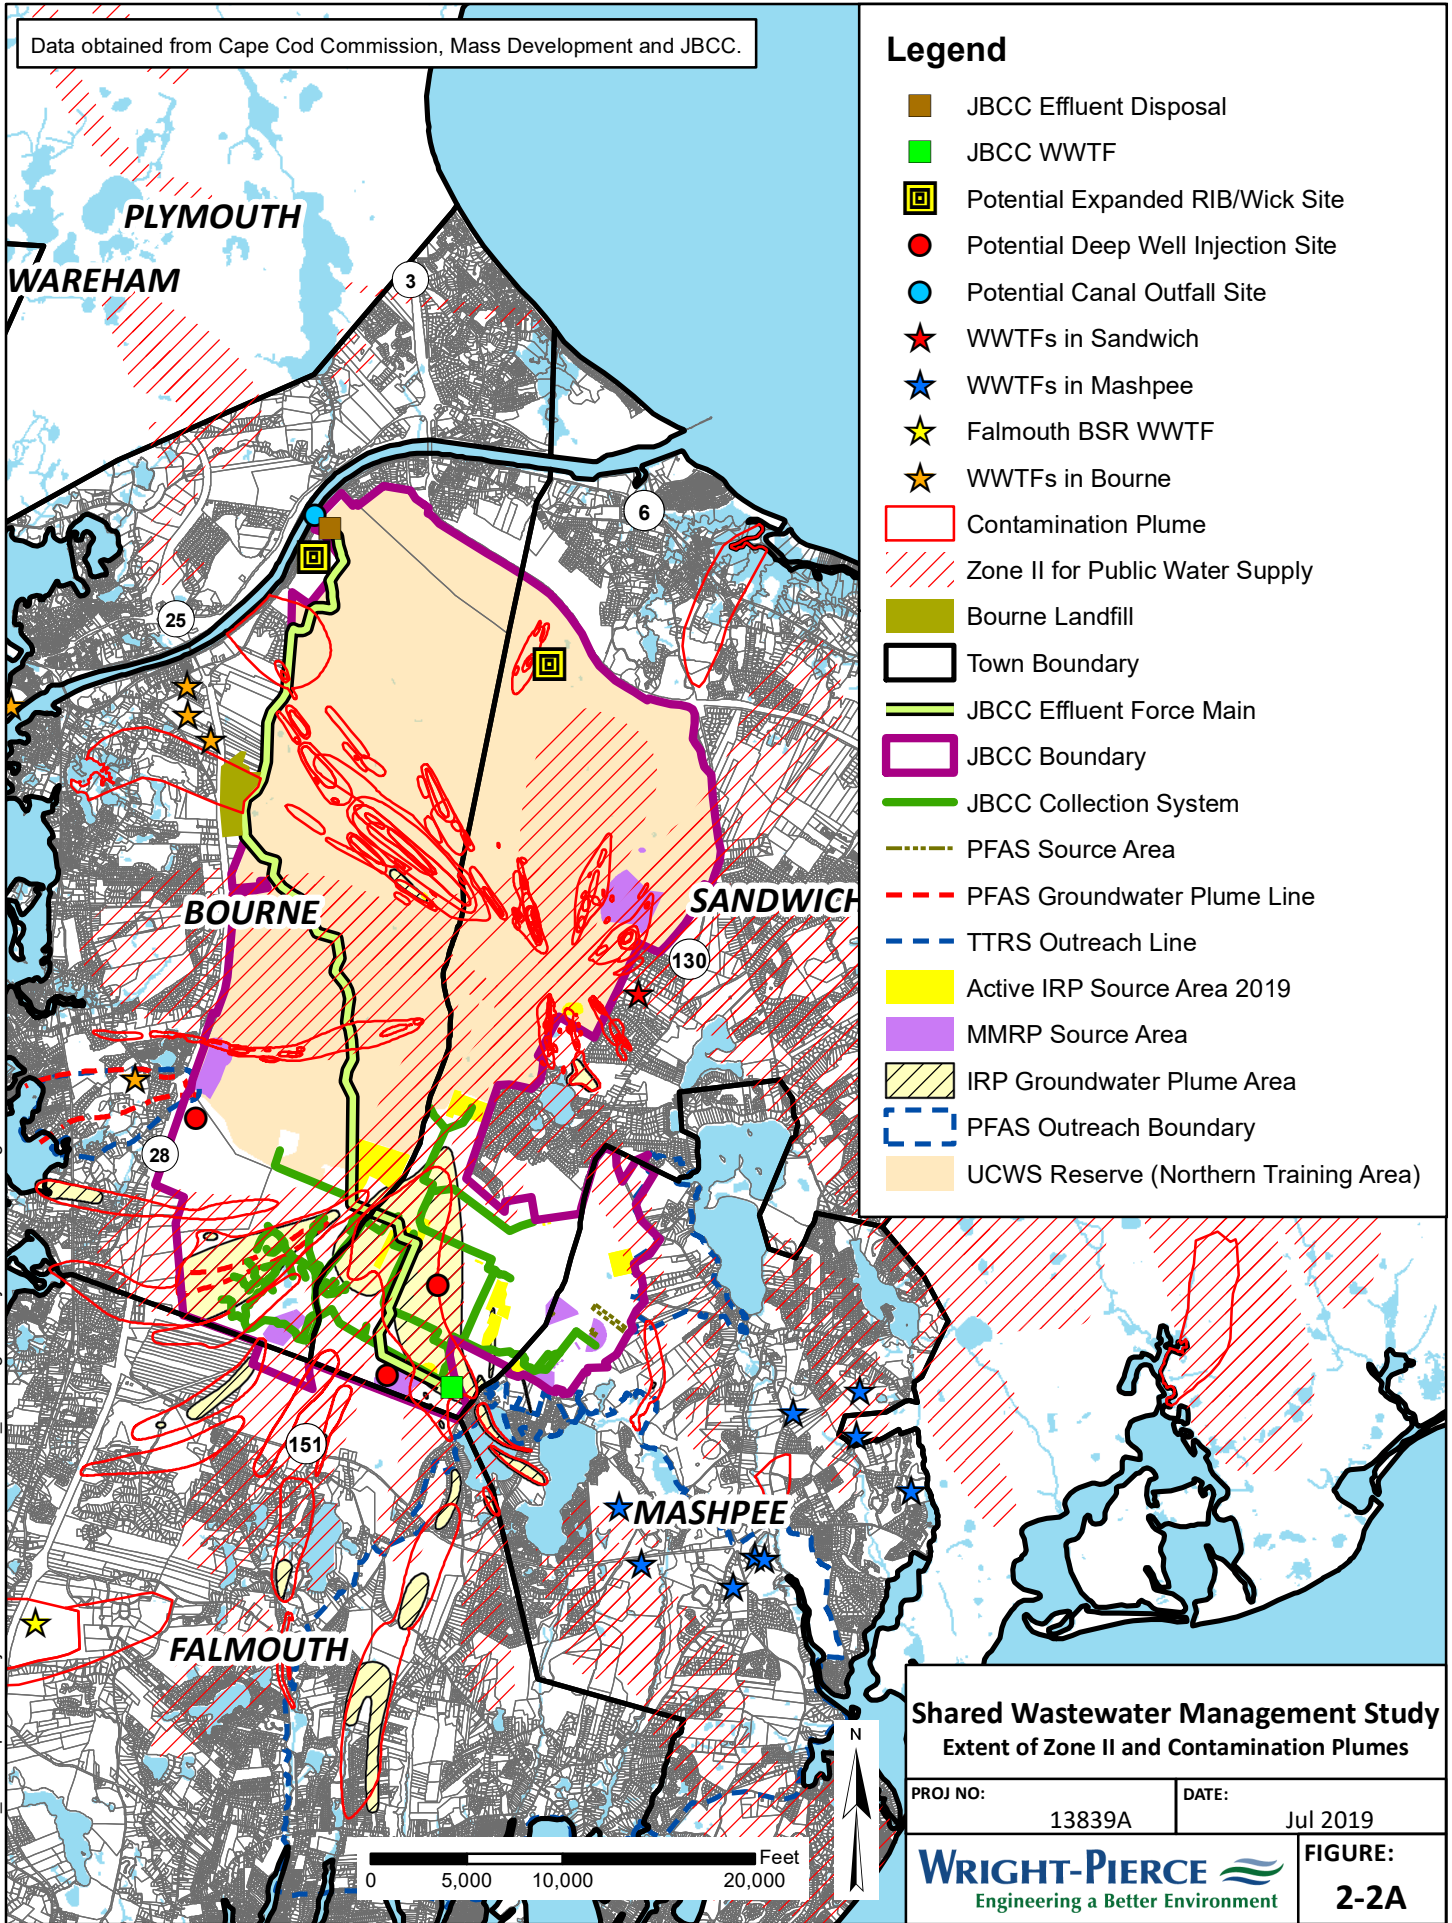 Data obtained from Cape Cod Commission, Mass Development and JBCC.
Legend
JBCC Effluent Disposal
JBCC WWTF
Potential Expanded RIB/Wick Site
Potential Deep Well Injection Site
Potential Canal Outfall Site
WWTFs in Sandwich
WWTFs in Mashpee
Falmouth BSR WWTF
WWTFs in Bourne
Contamination Plume
Zone II for Public Water Supply
Bourne Landfill
Town Boundary
JBCC Effluent Force Main
JBCC Boundary
JBCC Collection System
PFAS Source Area
PFAS Groundwater Plume Line
TTRS Outreach Line
Active IRP Source Area 2019
MMRP Source Area
IRP Groundwater Plume Area
PFAS Outreach Boundary
UCWS Reserve (Northern Training Area)
PLYMOUTH
WAREHAM
3
6
25
BOURNE
SANDWICH
130
28
151
MASHPEE
FALMOUTH
N
Feet
0 5,000 10,000 20,000
Shared Wastewater Management Study
Extent of Zone II and Contamination Plumes
PROJ NO: 13839A
DATE: Jul 2019
WRIGHT-PIERCE
Engineering a Better Environment
FIGURE:
2-2A